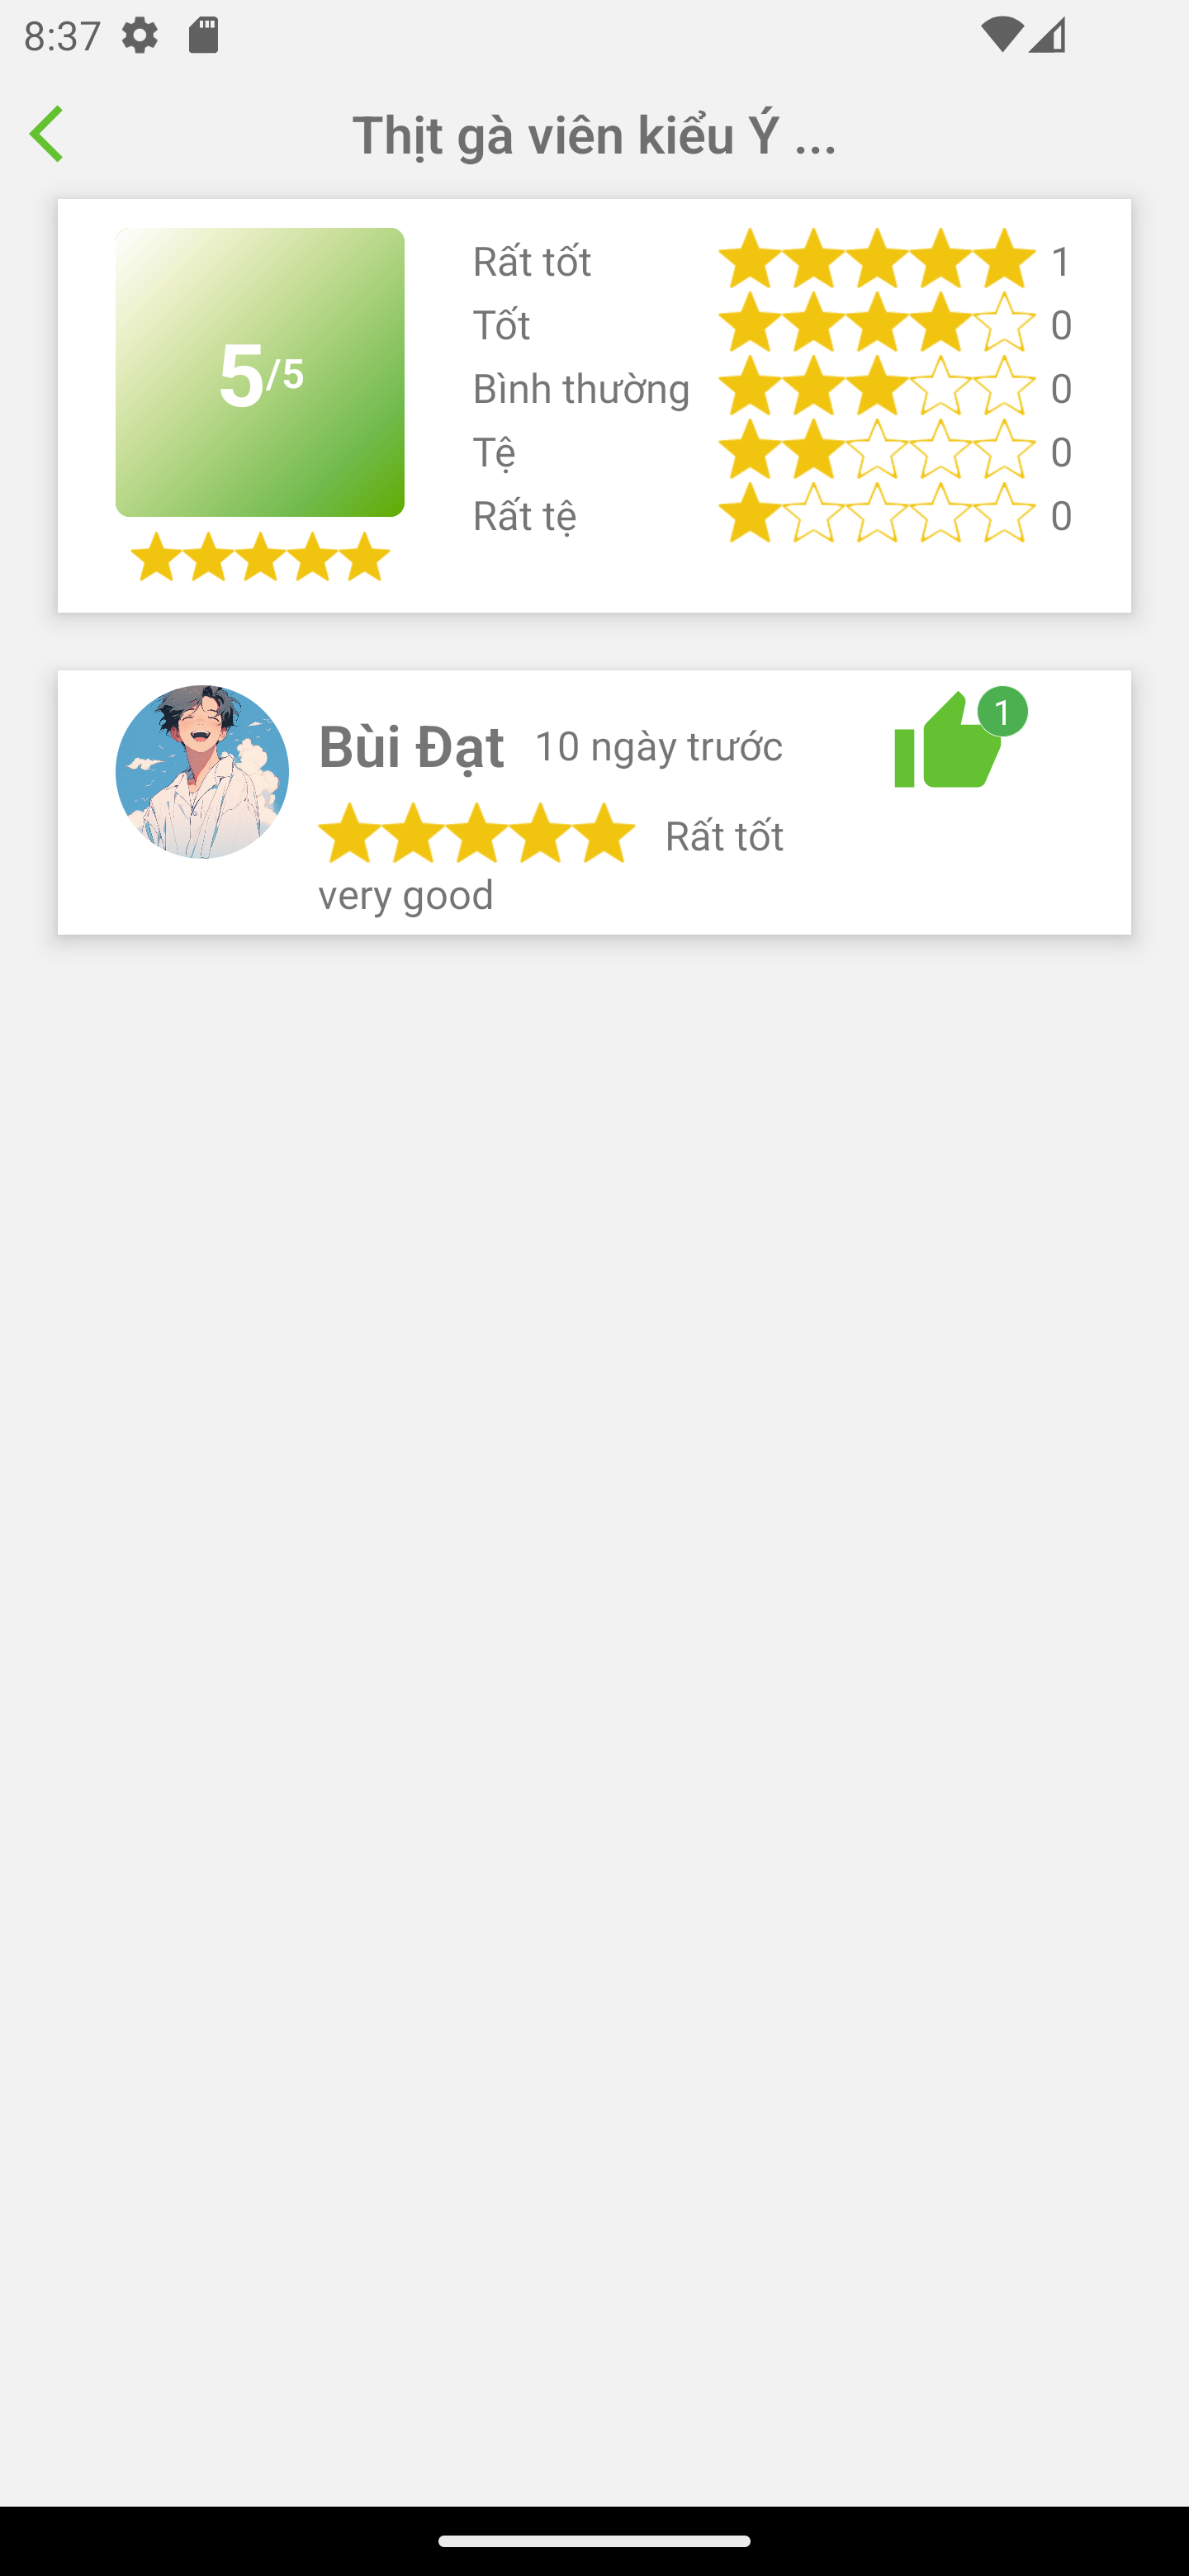 8:37
Thịt gà viên kiểu Ý ...
5/5
Rất tốt 1
Tốt 0
Bình thường 0
Tệ 0
Rất tệ 0
Bùi Đạt 10 ngày trước 1
Rất tốt
very good